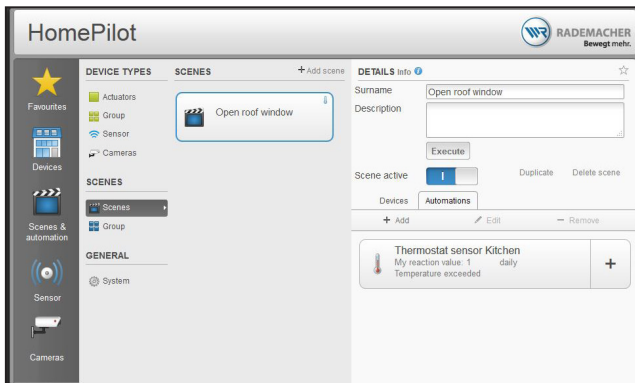 HomePilot
WR RADEMACHER
Bewegt mehr.
Favourites
Devices
Scenes &
automation
Sensor
Cameras
DEVICE TYPES
Actuators
Group
Sensor
Cameras
SCENES
Scenes
Group
GENERAL
System
SCENES + Add scene
Open roof window
DETAILS Info i
Surname Open roof window
Description
Execute
Scene active I Duplicate Delete scene
Devices Automations
+ Add Edit − Remove
Thermostat sensor Kitchen
My reaction value: 1 daily
Temperature exceeded
+